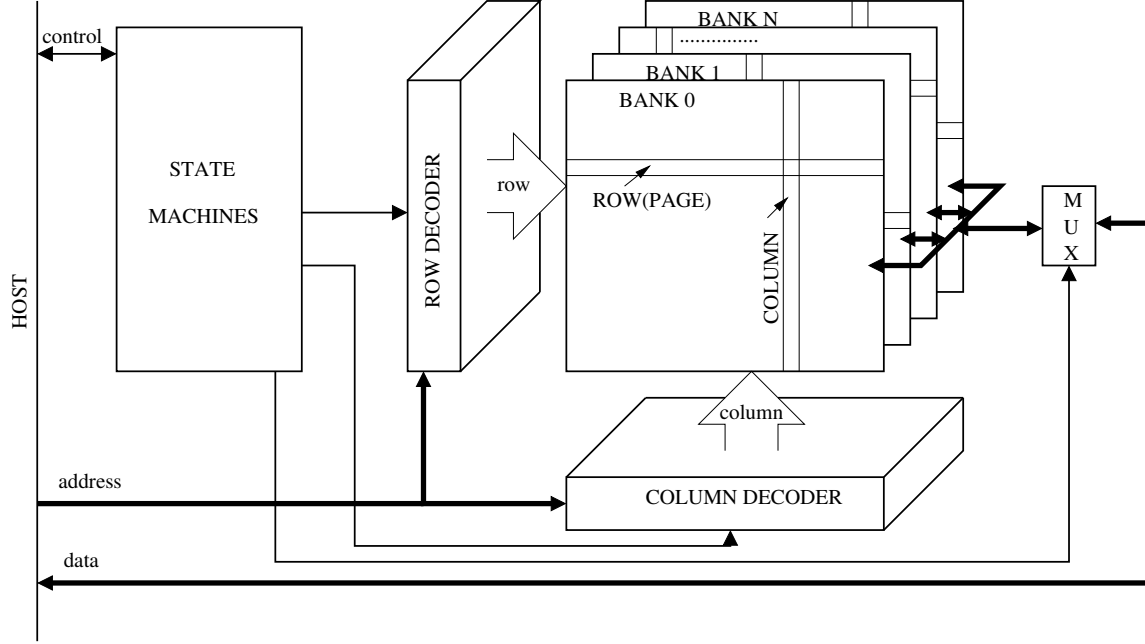 control
BANK N
...............
BANK 1
BANK 0
STATE
MACHINES
ROW DECODER
row
ROW(PAGE)
COLUMN
M
U
X
HOST
column
address
COLUMN DECODER
data